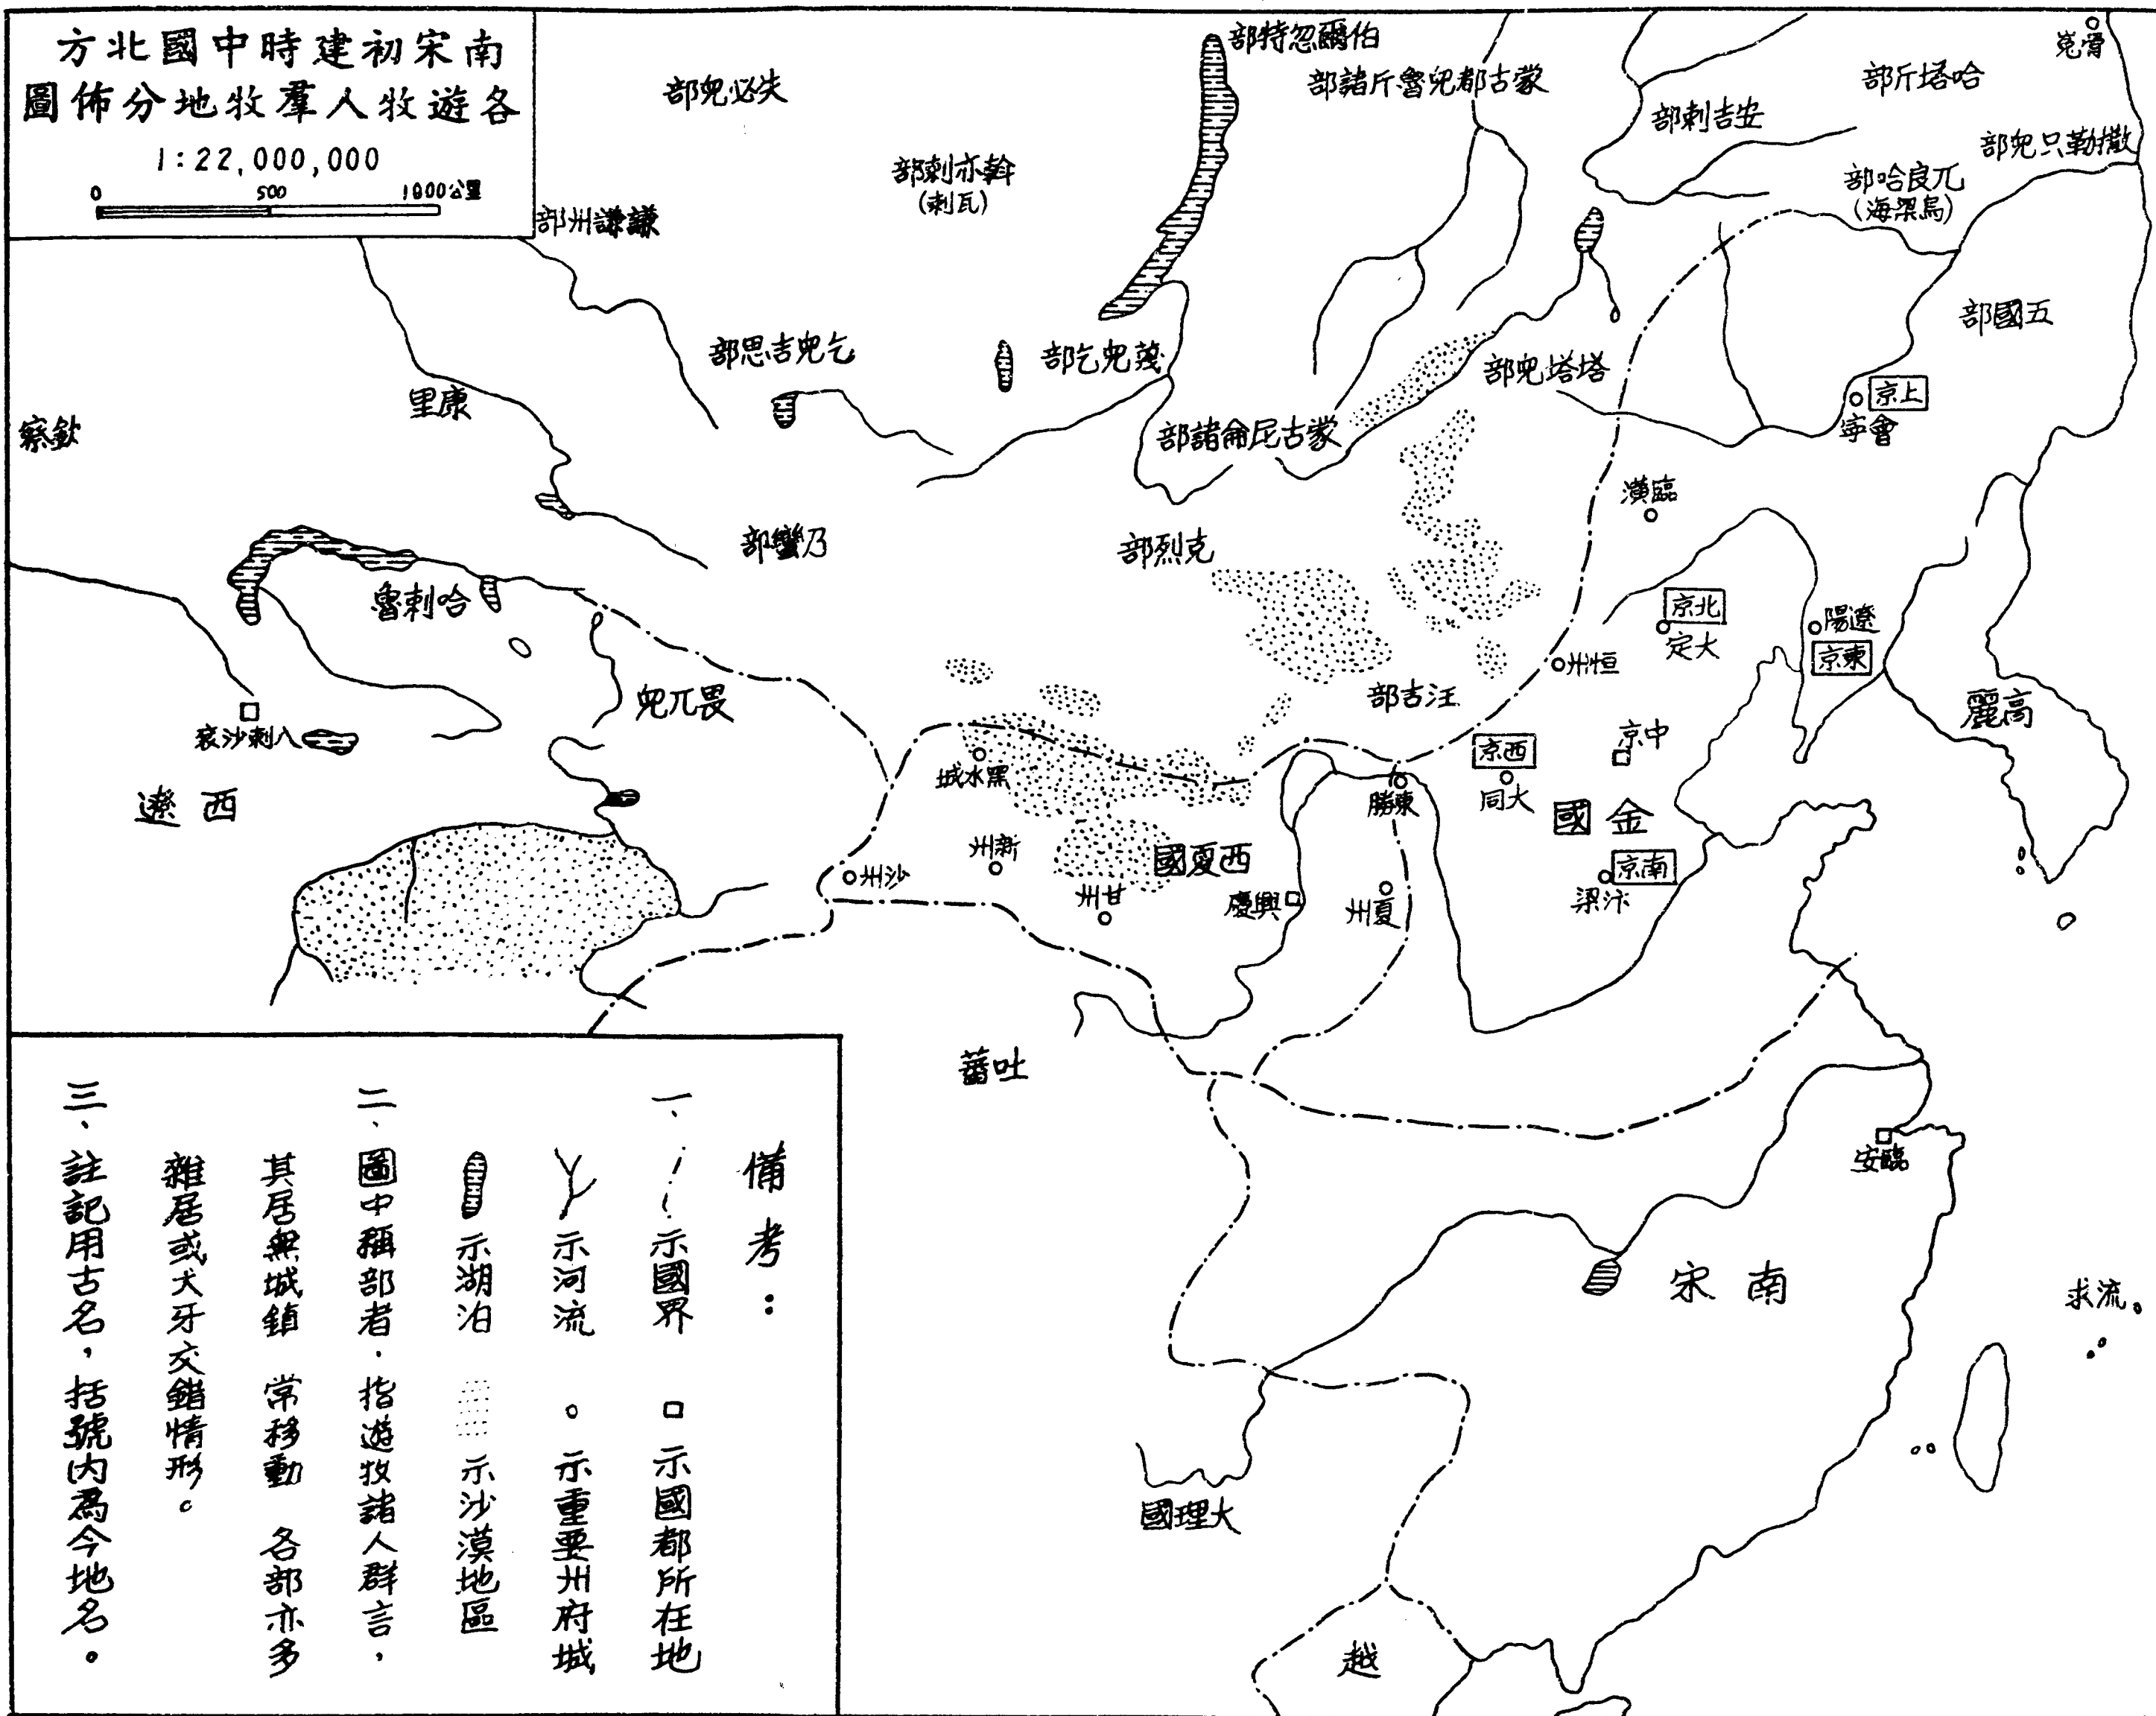 南宋初建時中國北方
各遊牧人羣牧地分佈圖
1:22,000,000
0 500 1000公里
伯爾忽特部
蒙古都兒魯斤諸部
失必兒部
斡亦剌部
(瓦剌)
謙謙州部
嵬骨
哈塔斤部
安吉剌部
撒勒只兒部
兀良哈部
(烏梁海)
五國部
乞兒吉思部
蔑兒乞部
塔塔兒部
蒙古尼侖諸部
上京
會寧
康里
欽察
臨潢
乃蠻部
克烈部
哈剌魯
北京
大定
遼陽
東京
恒州
畏兀兒
汪古部
高麗
八剌沙袞
西遼
黑水城
西京
大同
中京
東勝
金國
新州
沙州
甘州
西夏國
興慶
夏州
南京
汴梁
吐蕃
臨安
南宋
流求
大理國
越
備考：
一、示國界 示國都所在地
示河流 示重要州府城
示湖泊 示沙漠地區
二、圖中稱部者，指遊牧諸人群言，
其居無城鎮 常移動 各部亦多
雜居或犬牙交錯情形。
三、註記用古名，括號內為今地名。